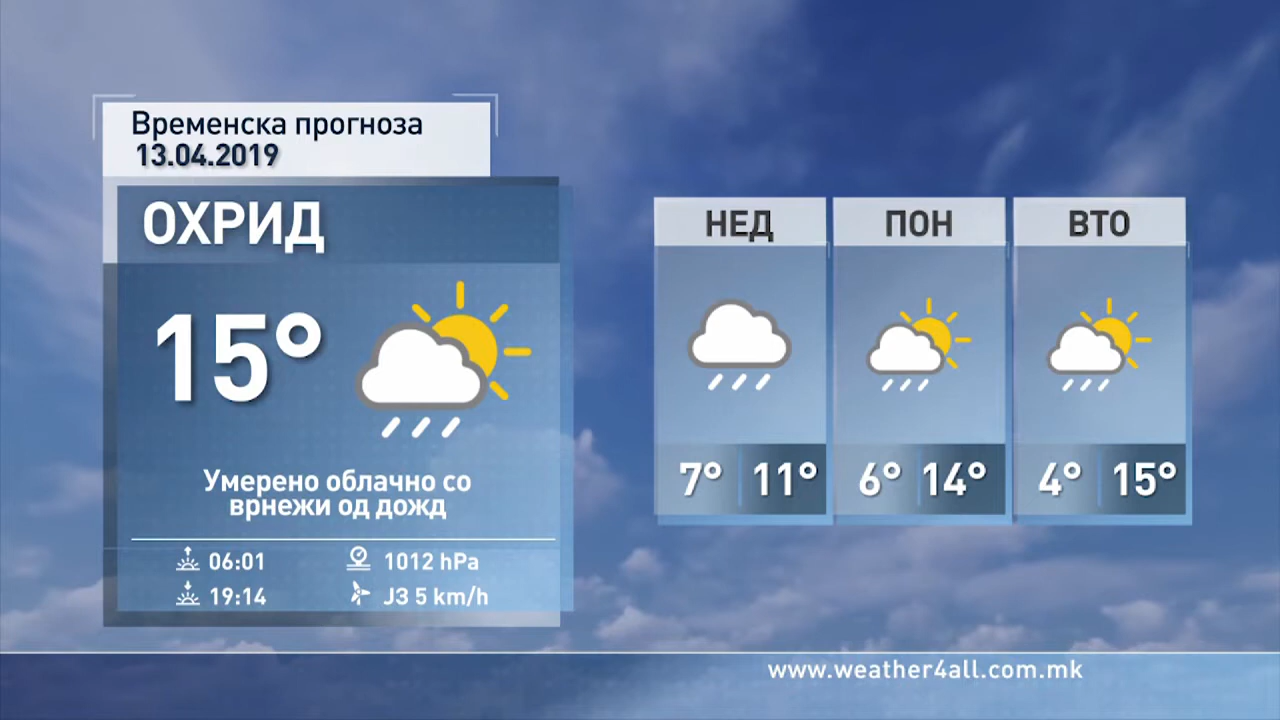 Временска прогноза
13.04.2019
ОХРИД
15°
Умерено облачно со
врнежи од дожд
06:01
1012 hPa
19:14
ЈЗ 5 km/h
НЕД
7° 11°
ПОН
6° 14°
ВТО
4° 15°
www.weather4all.com.mk